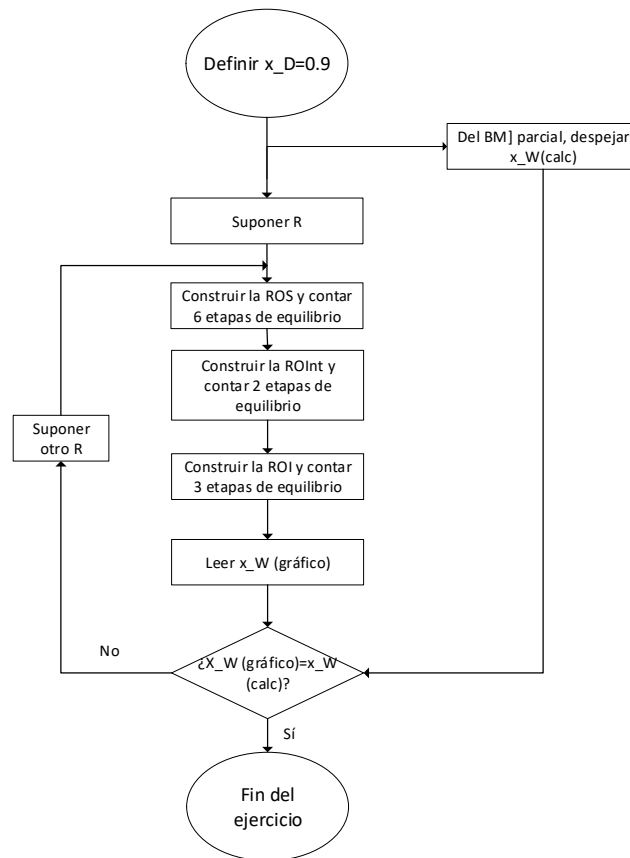 Definir x_D=0.9
Del BM] parcial, despejar
x_W(calc)
Suponer R
Construir la ROS y contar
6 etapas de equilibrio
Construir la ROInt y
contar 2 etapas de
equilibrio
Suponer
otro R
Construir la ROI y contar
3 etapas de equilibrio
Leer x_W (gráfico)
No
¿X_W (gráfico)=x_W
(calc)?
Sí
Fin del
ejercicio